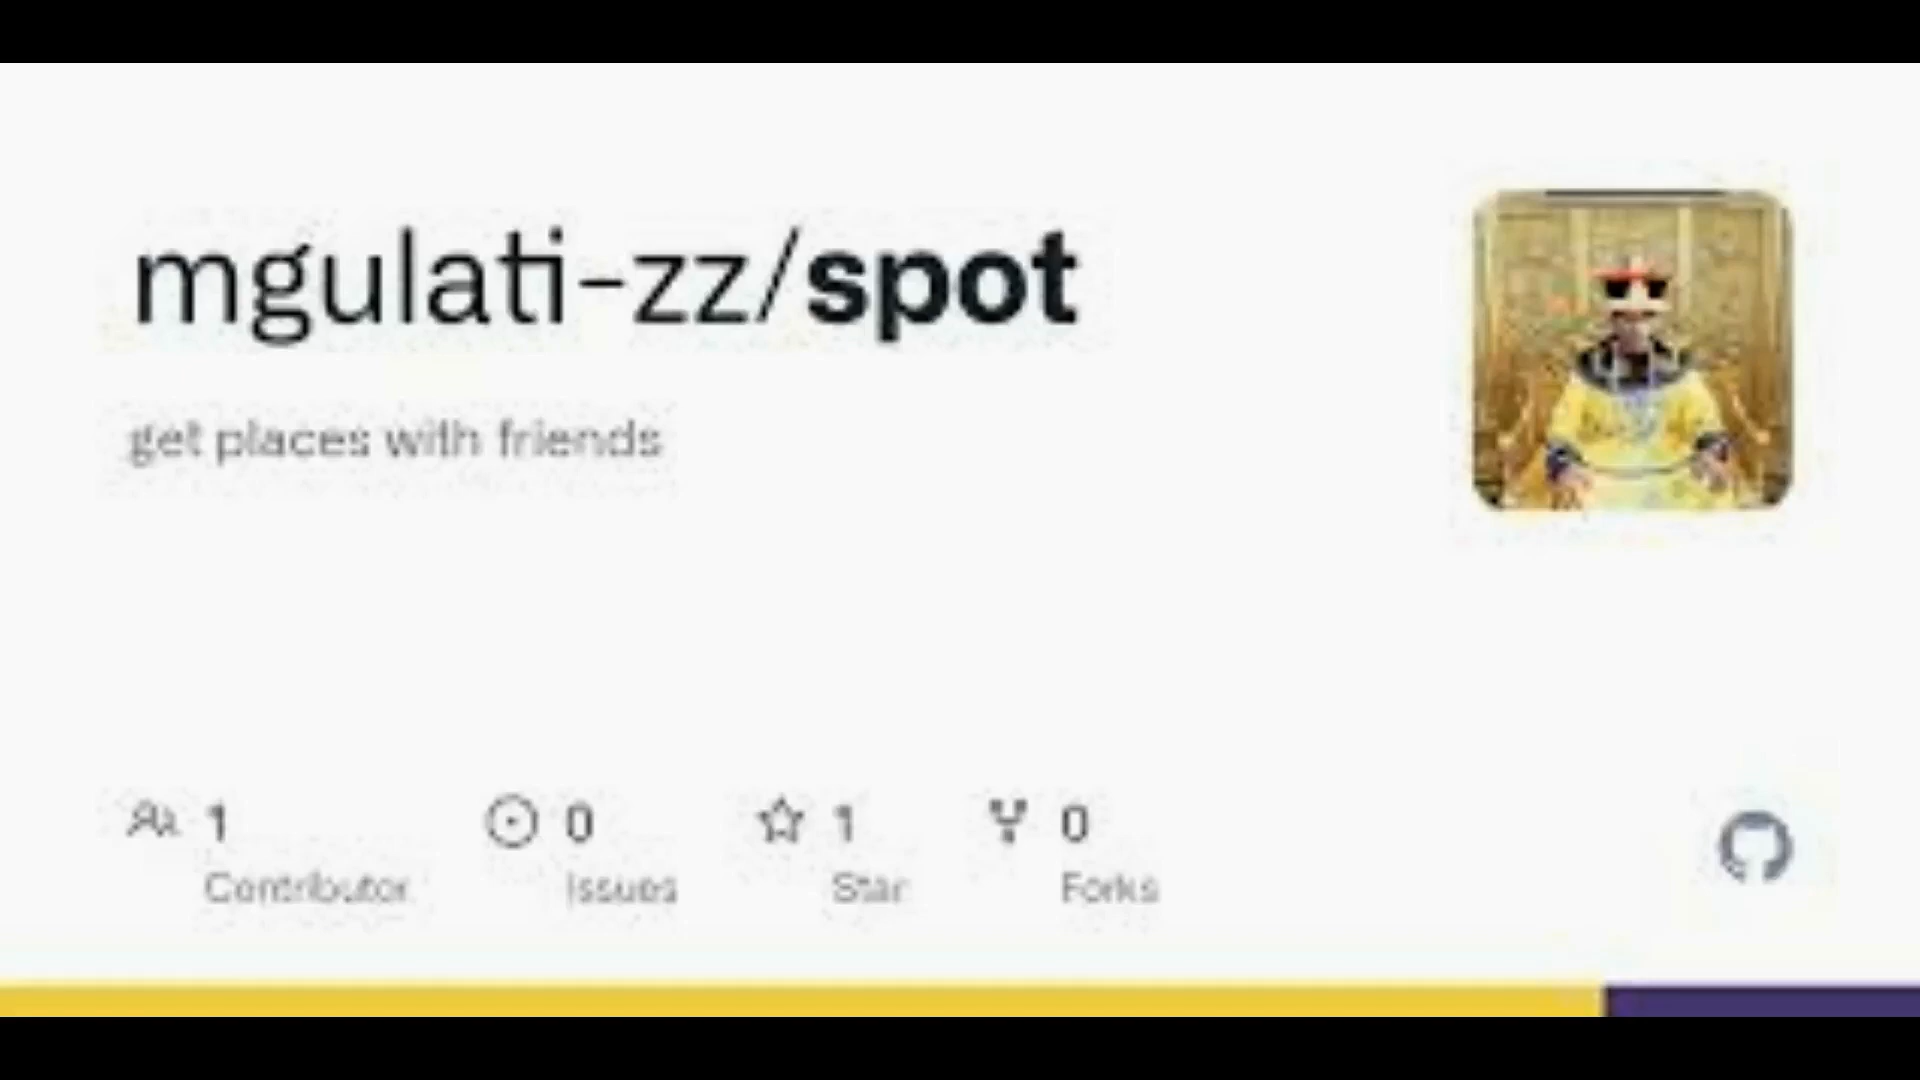 mgulati-zz/spot
get places with friends
1 0 1 0
Contributor Issues Star Forks